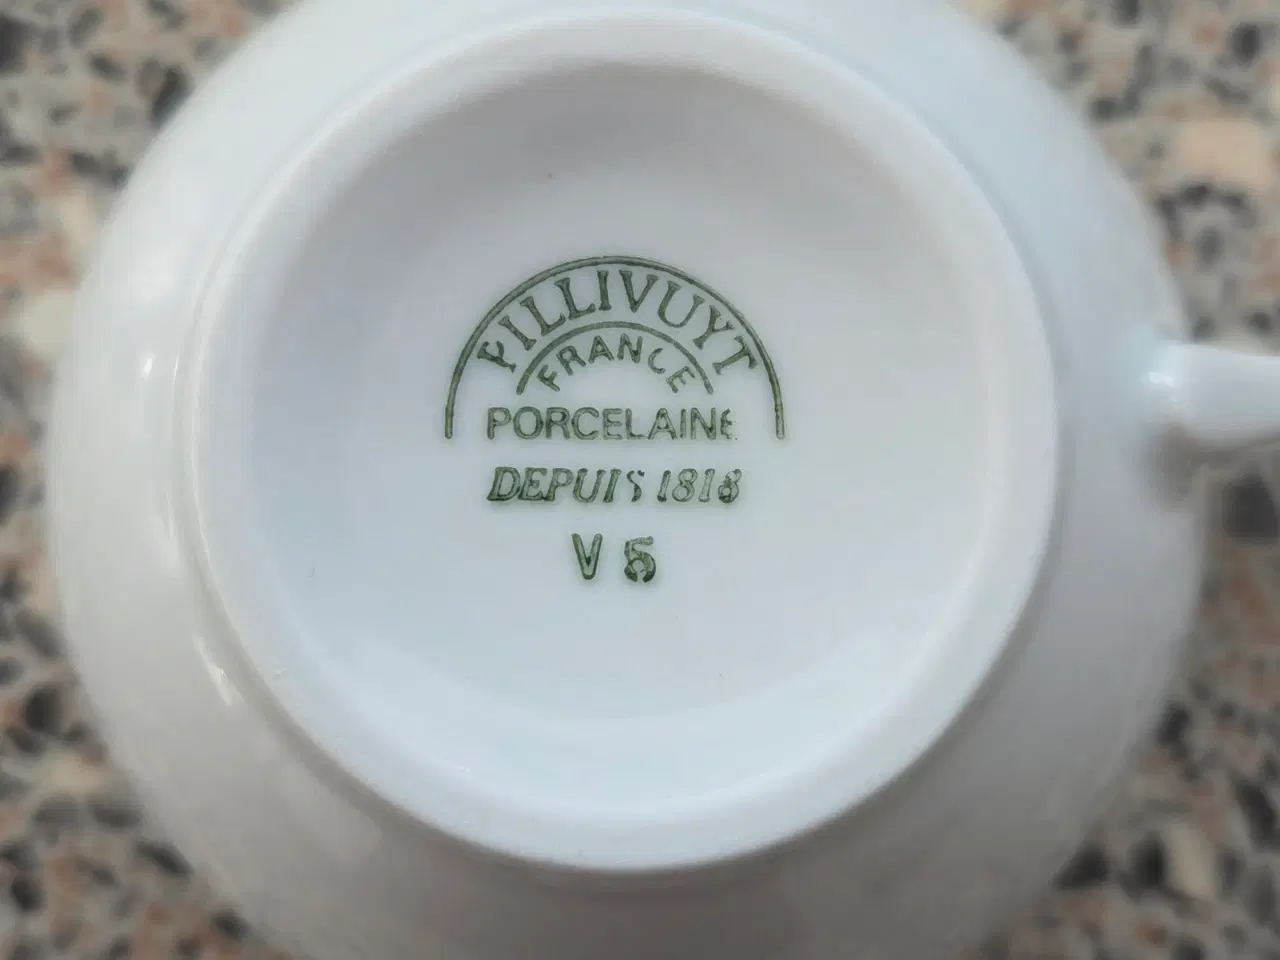 PILLIVUYT
FRANCE
PORCELAINE
DEPUIS 1818
V 5